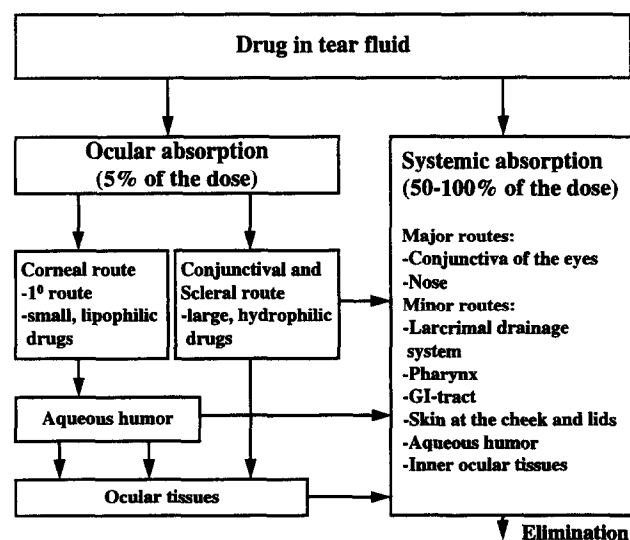 Drug in tear fluid
Ocular absorption
(5% of the dose)
Corneal route
-1⁰ route
-small, lipophilic
drugs
Conjunctival and
Scleral route
-large, hydrophilic
drugs
Aqueous humor
Ocular tissues
Systemic absorption
(50-100% of the dose)
Major routes:
-Conjunctiva of the eyes
-Nose
Minor routes:
-Larcrimal drainage
system
-Pharynx
-GI-tract
-Skin at the cheek and lids
-Aqueous humor
-Inner ocular tissues
Elimination